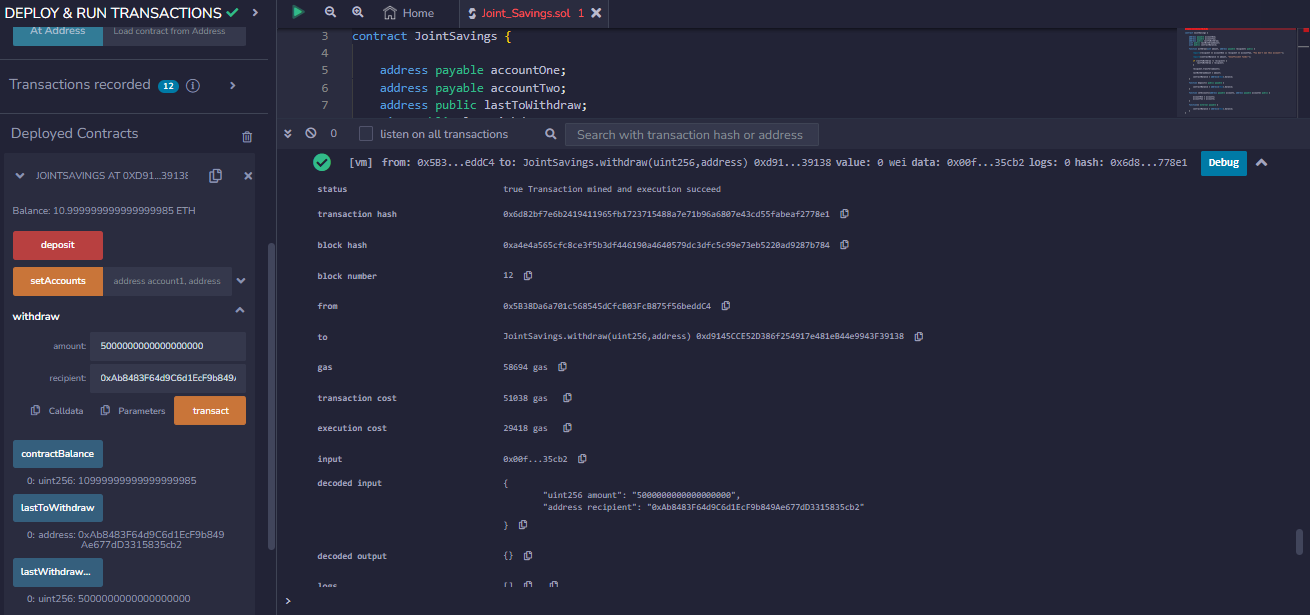 DEPLOY & RUN TRANSACTIONS
At Address Load contract from Address
Transactions recorded 12 i
Deployed Contracts
JOINTSAVINGS AT 0XD91...39138
Balance: 10.999999999999999985 ETH
deposit
setAccounts address account1, address
withdraw
amount: 5000000000000000000
recipient: 0xAb8483F64d9C6d1EcF9b849A
Calldata Parameters transact
contractBalance
0: uint256: 10999999999999999985
lastToWithdraw
0: address: 0xAb8483F64d9C6d1EcF9b849
Ae677dD3315835cb2
lastWithdraw...
0: uint256: 5000000000000000000
Home
Joint_Savings.sol 1
3 contract JointSavings {
4
5 address payable accountOne;
6 address payable accountTwo;
7 address public lastToWithdraw;
0 listen on all transactions Search with transaction hash or address
[vm] from: 0x5B3...eddC4 to: JointSavings.withdraw(uint256,address) 0xd91...39138 value: 0 wei data: 0x00f...35cb2 logs: 0 hash: 0x6d8...778e1 Debug
status true Transaction mined and execution succeed
transaction hash 0x6d82bf7e6b2419411965fb1723715488a7e71b96a6807e43cd55fabeaf2778e1
block hash 0xa4e4a565cfc8ce3f5b3df446190a4640579dc3dfc5c99e73eb5220ad9287b784
block number 12
from 0x5B38Da6a701c568545dCfcB03FcB875f56beddC4
to JointSavings.withdraw(uint256,address) 0xd9145CCE52D386f254917e481eB44e9943F39138
gas 58694 gas
transaction cost 51038 gas
execution cost 29418 gas
input 0x00f...35cb2
decoded input {
"uint256 amount": "5000000000000000000",
"address recipient": "0xAb8483F64d9C6d1EcF9b849Ae677dD3315835cb2"
}
decoded output {}
logs []
>